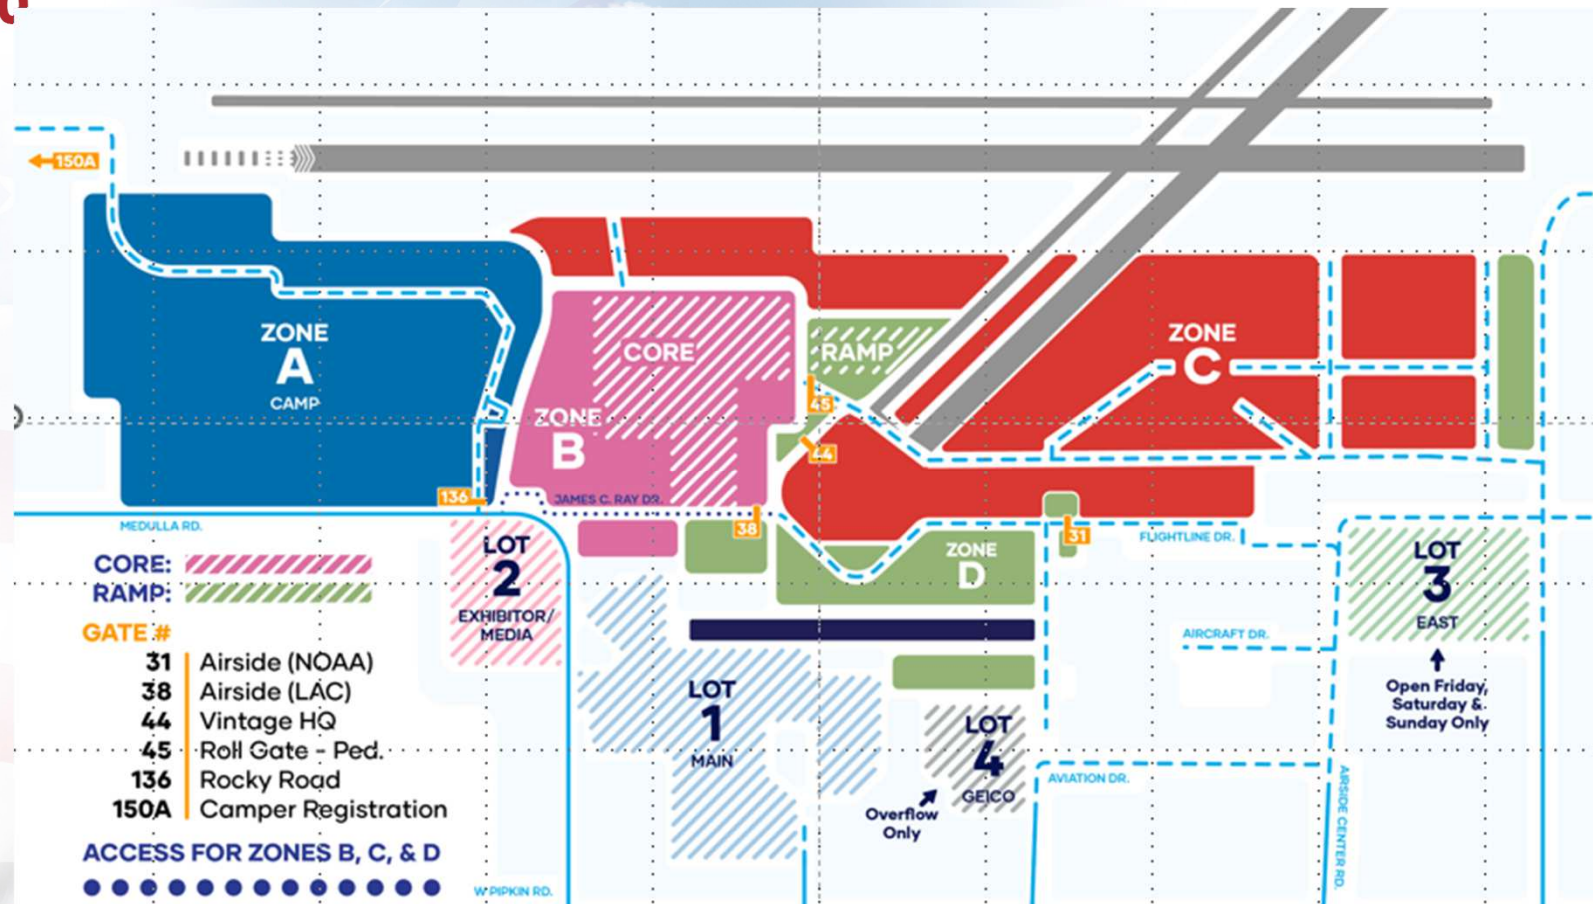 150A
ZONE
A
CAMP
CORE
ZONE
B
RAMP
ZONE
C
45
44
136
JAMES C. RAY DR.
38
31
MEDULLA RD.
FLIGHTLINE DR.
ZONE
D
LOT
2
EXHIBITOR/
MEDIA
LOT
3
EAST
Open Friday,
Saturday &
Sunday Only
AIRCRAFT DR.
LOT
1
MAIN
LOT
4
GEICO
Overflow
Only
AVIATION DR.
AIRSIDE CENTER RD.
W PIPKIN RD.
CORE:
RAMP:
GATE #
31 Airside (NOAA)
38 Airside (LAC)
44 Vintage HQ
45 Roll Gate - Ped.
136 Rocky Road
150A Camper Registration
ACCESS FOR ZONES B, C, & D